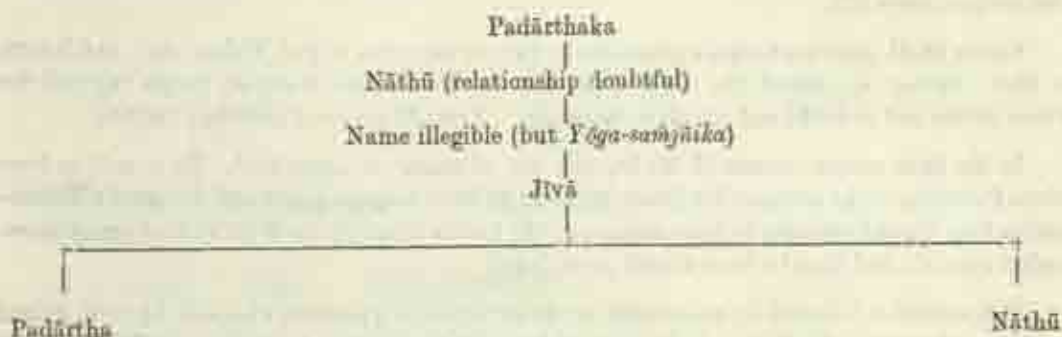 Padārthaka
Nāthū (relationship doubtful)
Name illegible (but Yōga-saṁjñika)
Jīvā
Padārtha Nāthū